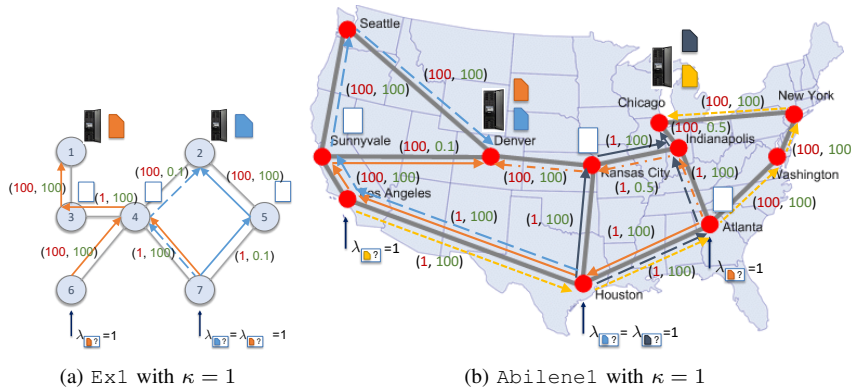 1
2
3
4
5
6
7
(100, 100)
(100, 0.1)
(1, 100)
(100, 100)
(100, 100)
(1, 100)
(1, 0.1)
λ ? =1
λ ? =λ ? =1
(a) Ex1 with κ = 1
Seattle
(100, 100)
(100, 100)
Sunnyvale
(100, 0.1)
Denver
(100, 100)
(100, 100)
Los Angeles
Kansas City
(1, 100)
(1, 0.5)
Chicago
(100, 0.5)
Indianapolis
(100, 100)
New York
(100, 100)
Washington
(100, 100)
(1, 100)
Atlanta
(1, 100)
(1, 100)
(1, 100)
(1, 100)
Houston
λ ? =1
λ ? = λ ? =1
λ ? =1
(b) Abilene1 with κ = 1